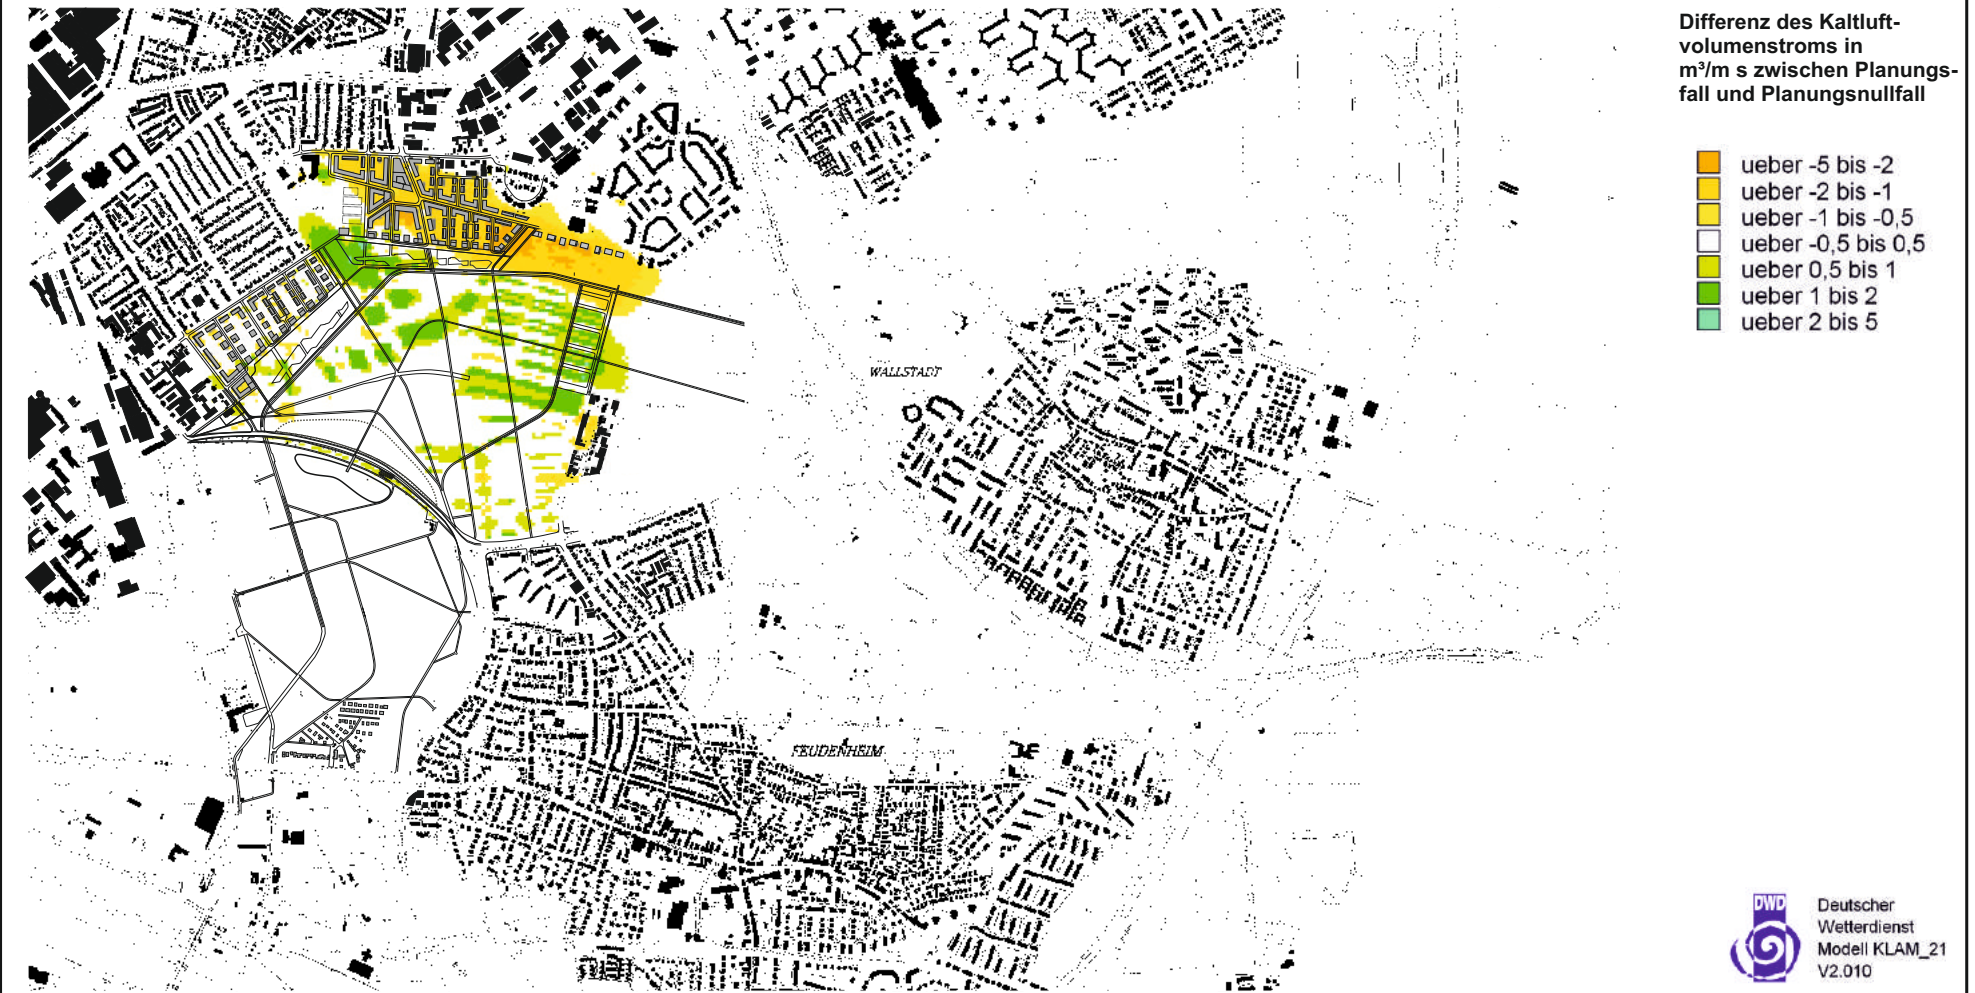 Differenz des Kaltluft-
volumenstroms in
m³/m s zwischen Planungs-
fall und Planungsnullfall
ueber -5 bis -2
ueber -2 bis -1
ueber -1 bis -0,5
ueber -0,5 bis 0,5
ueber 0,5 bis 1
ueber 1 bis 2
ueber 2 bis 5
WALLSTADT
FEUDENHEIM
DWD
Deutscher
Wetterdienst
Modell KLAM_21
V2.010